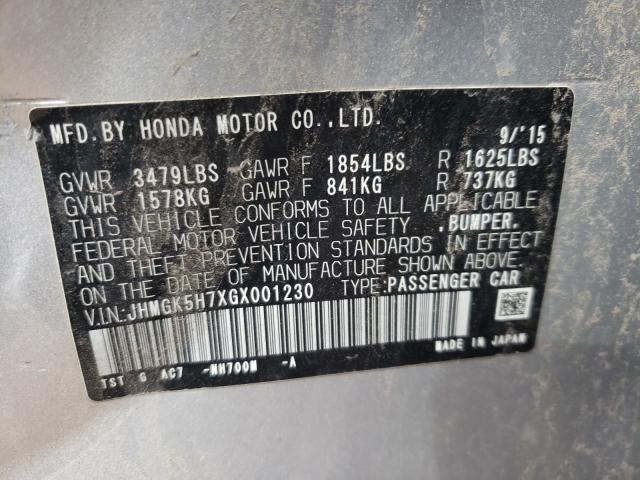 MFD.BY HONDA MOTOR CO.,LTD. 9/'15
GVWR 3479LBS GAWR F 1854LBS R 1625LBS
GVWR 1578KG GAWR F 841KG R 737KG
THIS VEHICLE CONFORMS TO ALL APPLICABLE
FEDERAL MOTOR VEHICLE SAFETY ,BUMPER,
AND THEFT PREVENTION STANDARDS IN EFFECT
ON THE DATE OF MANUFACTURE SHOWN ABOVE.
V.I.N:JHMGK5H7XGX001230 TYPE:PASSENGER CAR
TST G AC7 -NH700M -A MADE IN JAPAN